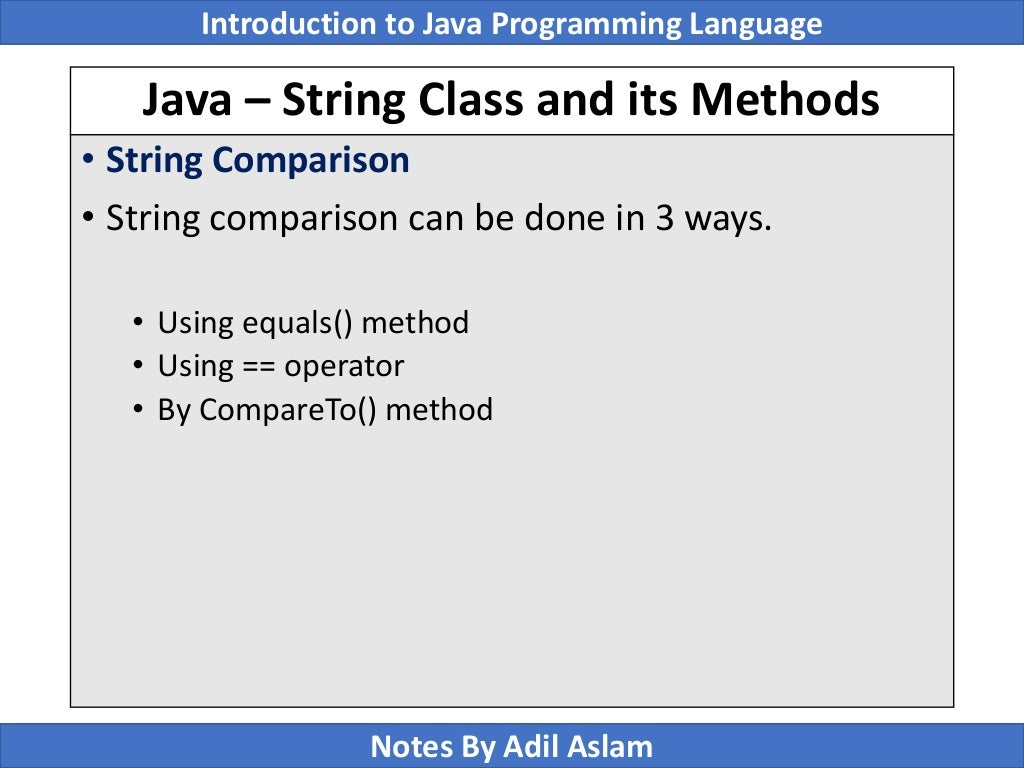 Introduction to Java Programming Language
Java – String Class and its Methods
• String Comparison
• String comparison can be done in 3 ways.
• Using equals() method
• Using == operator
• By CompareTo() method
Notes By Adil Aslam